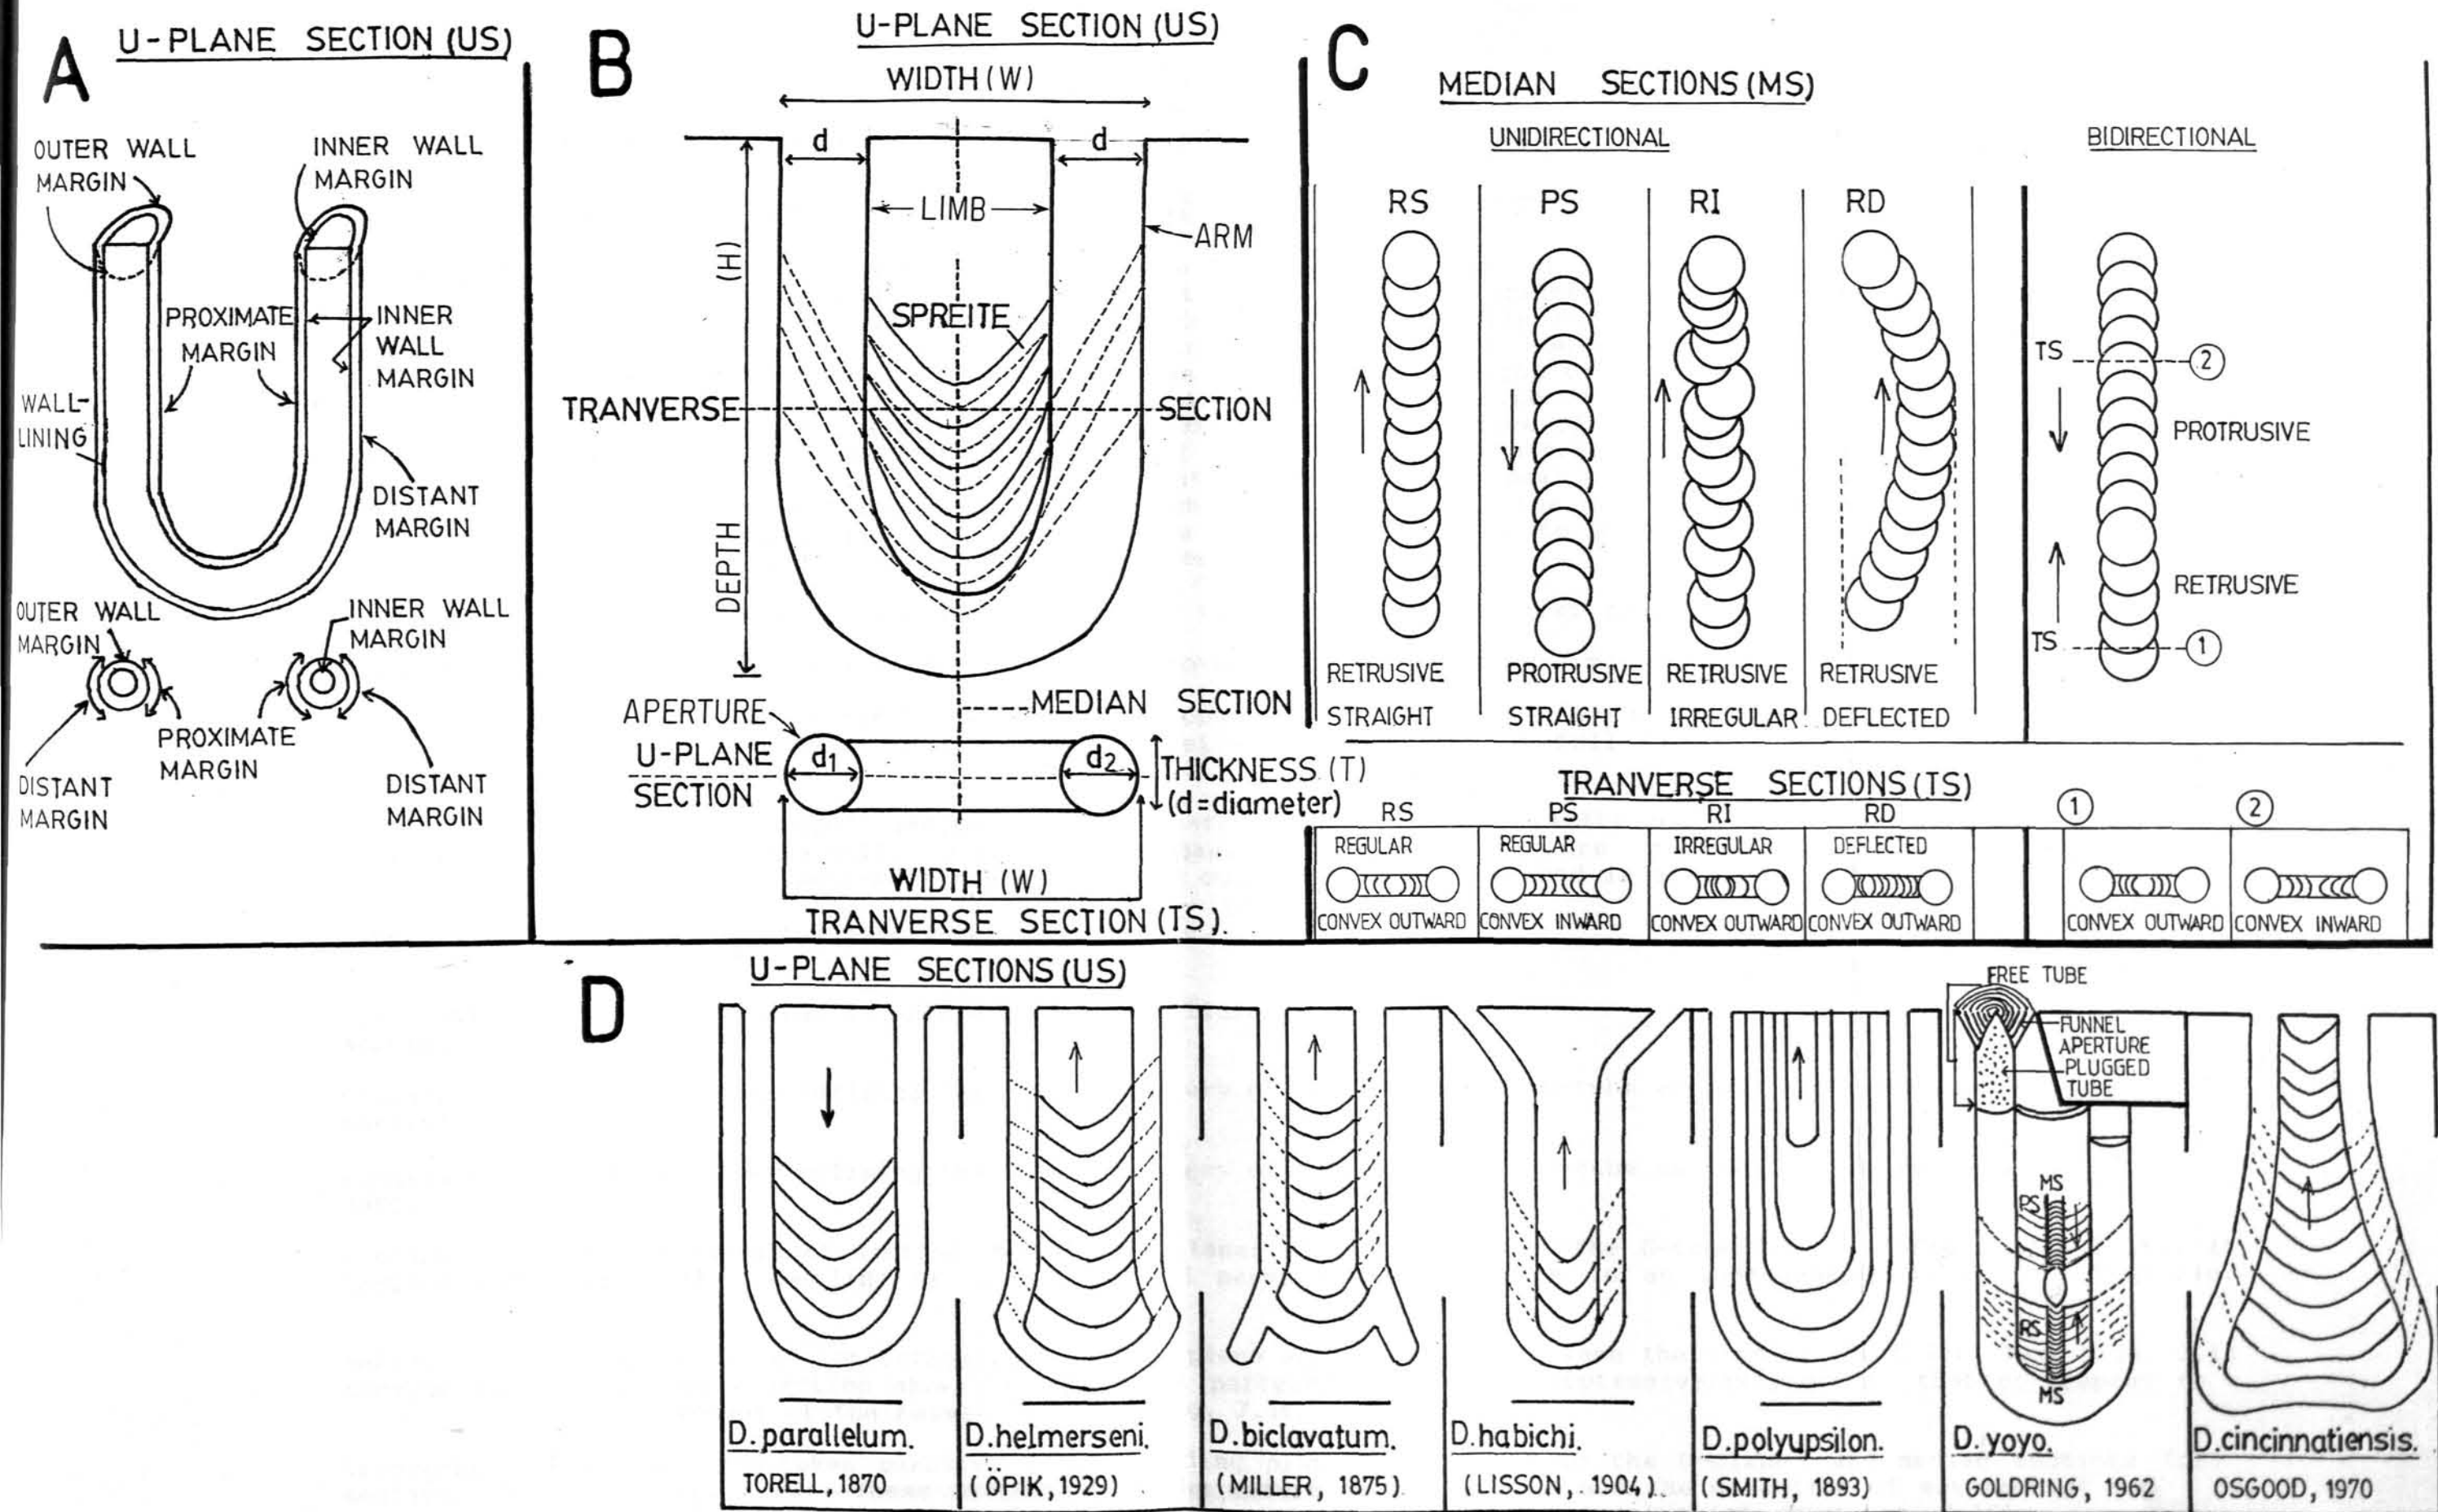 A
U-PLANE SECTION (US)
OUTER WALL
MARGIN
INNER WALL
MARGIN
PROXIMATE
MARGIN
INNER
WALL
MARGIN
WALL-
LINING
DISTANT
MARGIN
OUTER WALL
MARGIN
INNER WALL
MARGIN
PROXIMATE
MARGIN
DISTANT
MARGIN
DISTANT
MARGIN
B
U-PLANE SECTION (US)
WIDTH (W)
d
d
LIMB
ARM
(H)
SPREITE
TRANVERSE
SECTION
DEPTH
MEDIAN SECTION
APERTURE
U-PLANE
SECTION
d1
d2
THICKNESS (T)
(d=diameter)
WIDTH (W)
TRANVERSE SECTION (TS).
C
MEDIAN SECTIONS (MS)
UNIDIRECTIONAL
BIDIRECTIONAL
RS
PS
RI
RD
TS
2
PROTRUSIVE
RETRUSIVE
TS
1
RETRUSIVE
STRAIGHT
PROTRUSIVE
STRAIGHT
RETRUSIVE
IRREGULAR
RETRUSIVE
DEFLECTED
TRANVERSE SECTIONS (TS)
RS
PS
RI
RD
1
2
REGULAR
REGULAR
IRREGULAR
DEFLECTED
CONVEX OUTWARD
CONVEX INWARD
CONVEX OUTWARD
CONVEX OUTWARD
CONVEX OUTWARD
CONVEX INWARD
D
U-PLANE SECTIONS (US)
FREE TUBE
FUNNEL
APERTURE
PLUGGED
TUBE
MS
PS
RS
MS
D.parallelum.
TORELL, 1870
D.helmerseni.
(ÖPIK, 1929)
D.biclavatum.
(MILLER, 1875)
D.habichi.
(LISSON, 1904).
D.polyupsilon.
(SMITH, 1893)
D.yoyo.
GOLDRING, 1962
D.cincinnatiensis.
OSGOOD, 1970